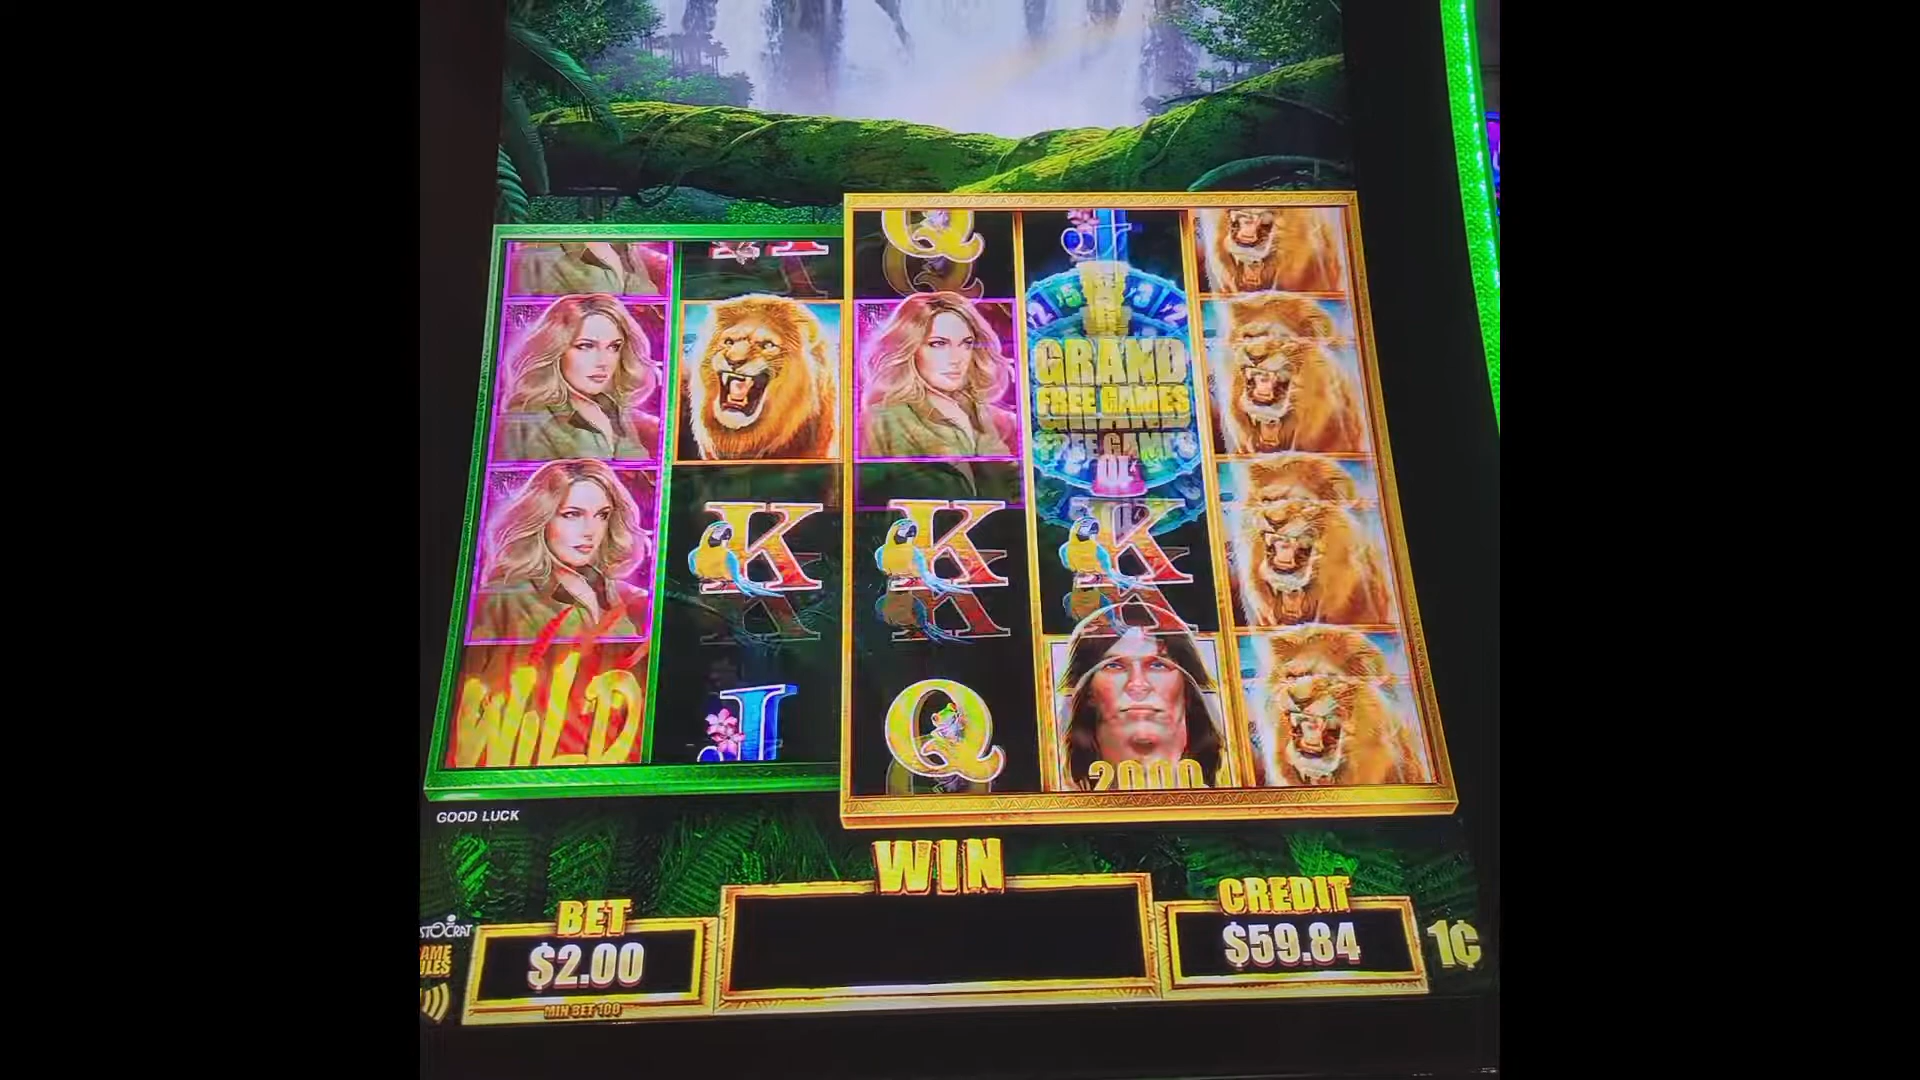 Q
J
GRAND
FREE GAMES
K
K
K
WILD
J
Q
2000
GOOD LUCK
WIN
BET
CREDIT
$2.00
$59.84
1¢
MIN BET 100